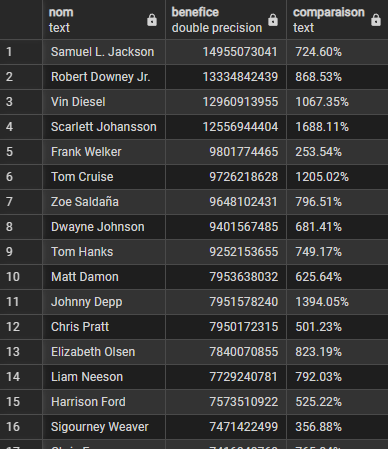 nom benefice comparaison
text double precision text
1 Samuel L. Jackson 14955073041 724.60%
2 Robert Downey Jr. 13334842439 868.53%
3 Vin Diesel 12960913955 1067.35%
4 Scarlett Johansson 12556944404 1688.11%
5 Frank Welker 9801774465 253.54%
6 Tom Cruise 9726218628 1205.02%
7 Zoe Saldaña 9648102431 796.51%
8 Dwayne Johnson 9401567485 681.41%
9 Tom Hanks 9252153655 749.17%
10 Matt Damon 7953638032 625.64%
11 Johnny Depp 7951578240 1394.05%
12 Chris Pratt 7950172315 501.23%
13 Elizabeth Olsen 7840070855 823.19%
14 Liam Neeson 7729240781 792.03%
15 Harrison Ford 7573510922 525.22%
16 Sigourney Weaver 7471422499 356.88%